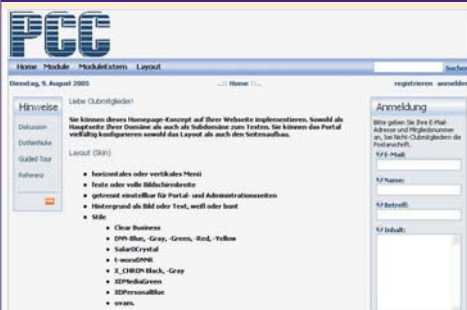 PCC
Home Module ModuleExtern Layout
Suchen
Dienstag, 9. August 2005
..:: Home ::..
registrieren anmelden
Hinweise
Diskussion
DotNetNuke
Guided Tour
Referenz
Liebe Clubmitglieder!
Sie können dieses Homepage-Konzept auf Ihrer Webseite implementieren. Sowohl als
Hauptseite Ihrer Domäne als auch als Subdomäne zum Testen. Sie können das Portal
vielfältig konfigurieren sowohl das Layout als auch den Seitenaufbau.
Layout (Skin)
horizontales oder vertikales Menü
feste oder volle Bildschirmbreite
getrennt einstellbar für Portal- und Administrationsseiten
Hintergrund als Bild oder Text, weiß oder bunt
Stile
Clear Business
DNN-Blue, -Gray, -Green, -Red, -Yellow
SolarOCrystal
t-worxDNNR
X_CHRON Black, -Gray
XDMediaGreen
XDPersonalBlue
uvam.
Anmeldung
Bitte geben Sie Ihre E-Mail-
Adresse und Mitgliedsnummer
an, bei Nicht-Clubmitgliedern die
Postanschrift.
E-Mail:
Name:
Betreff:
Inhalt: